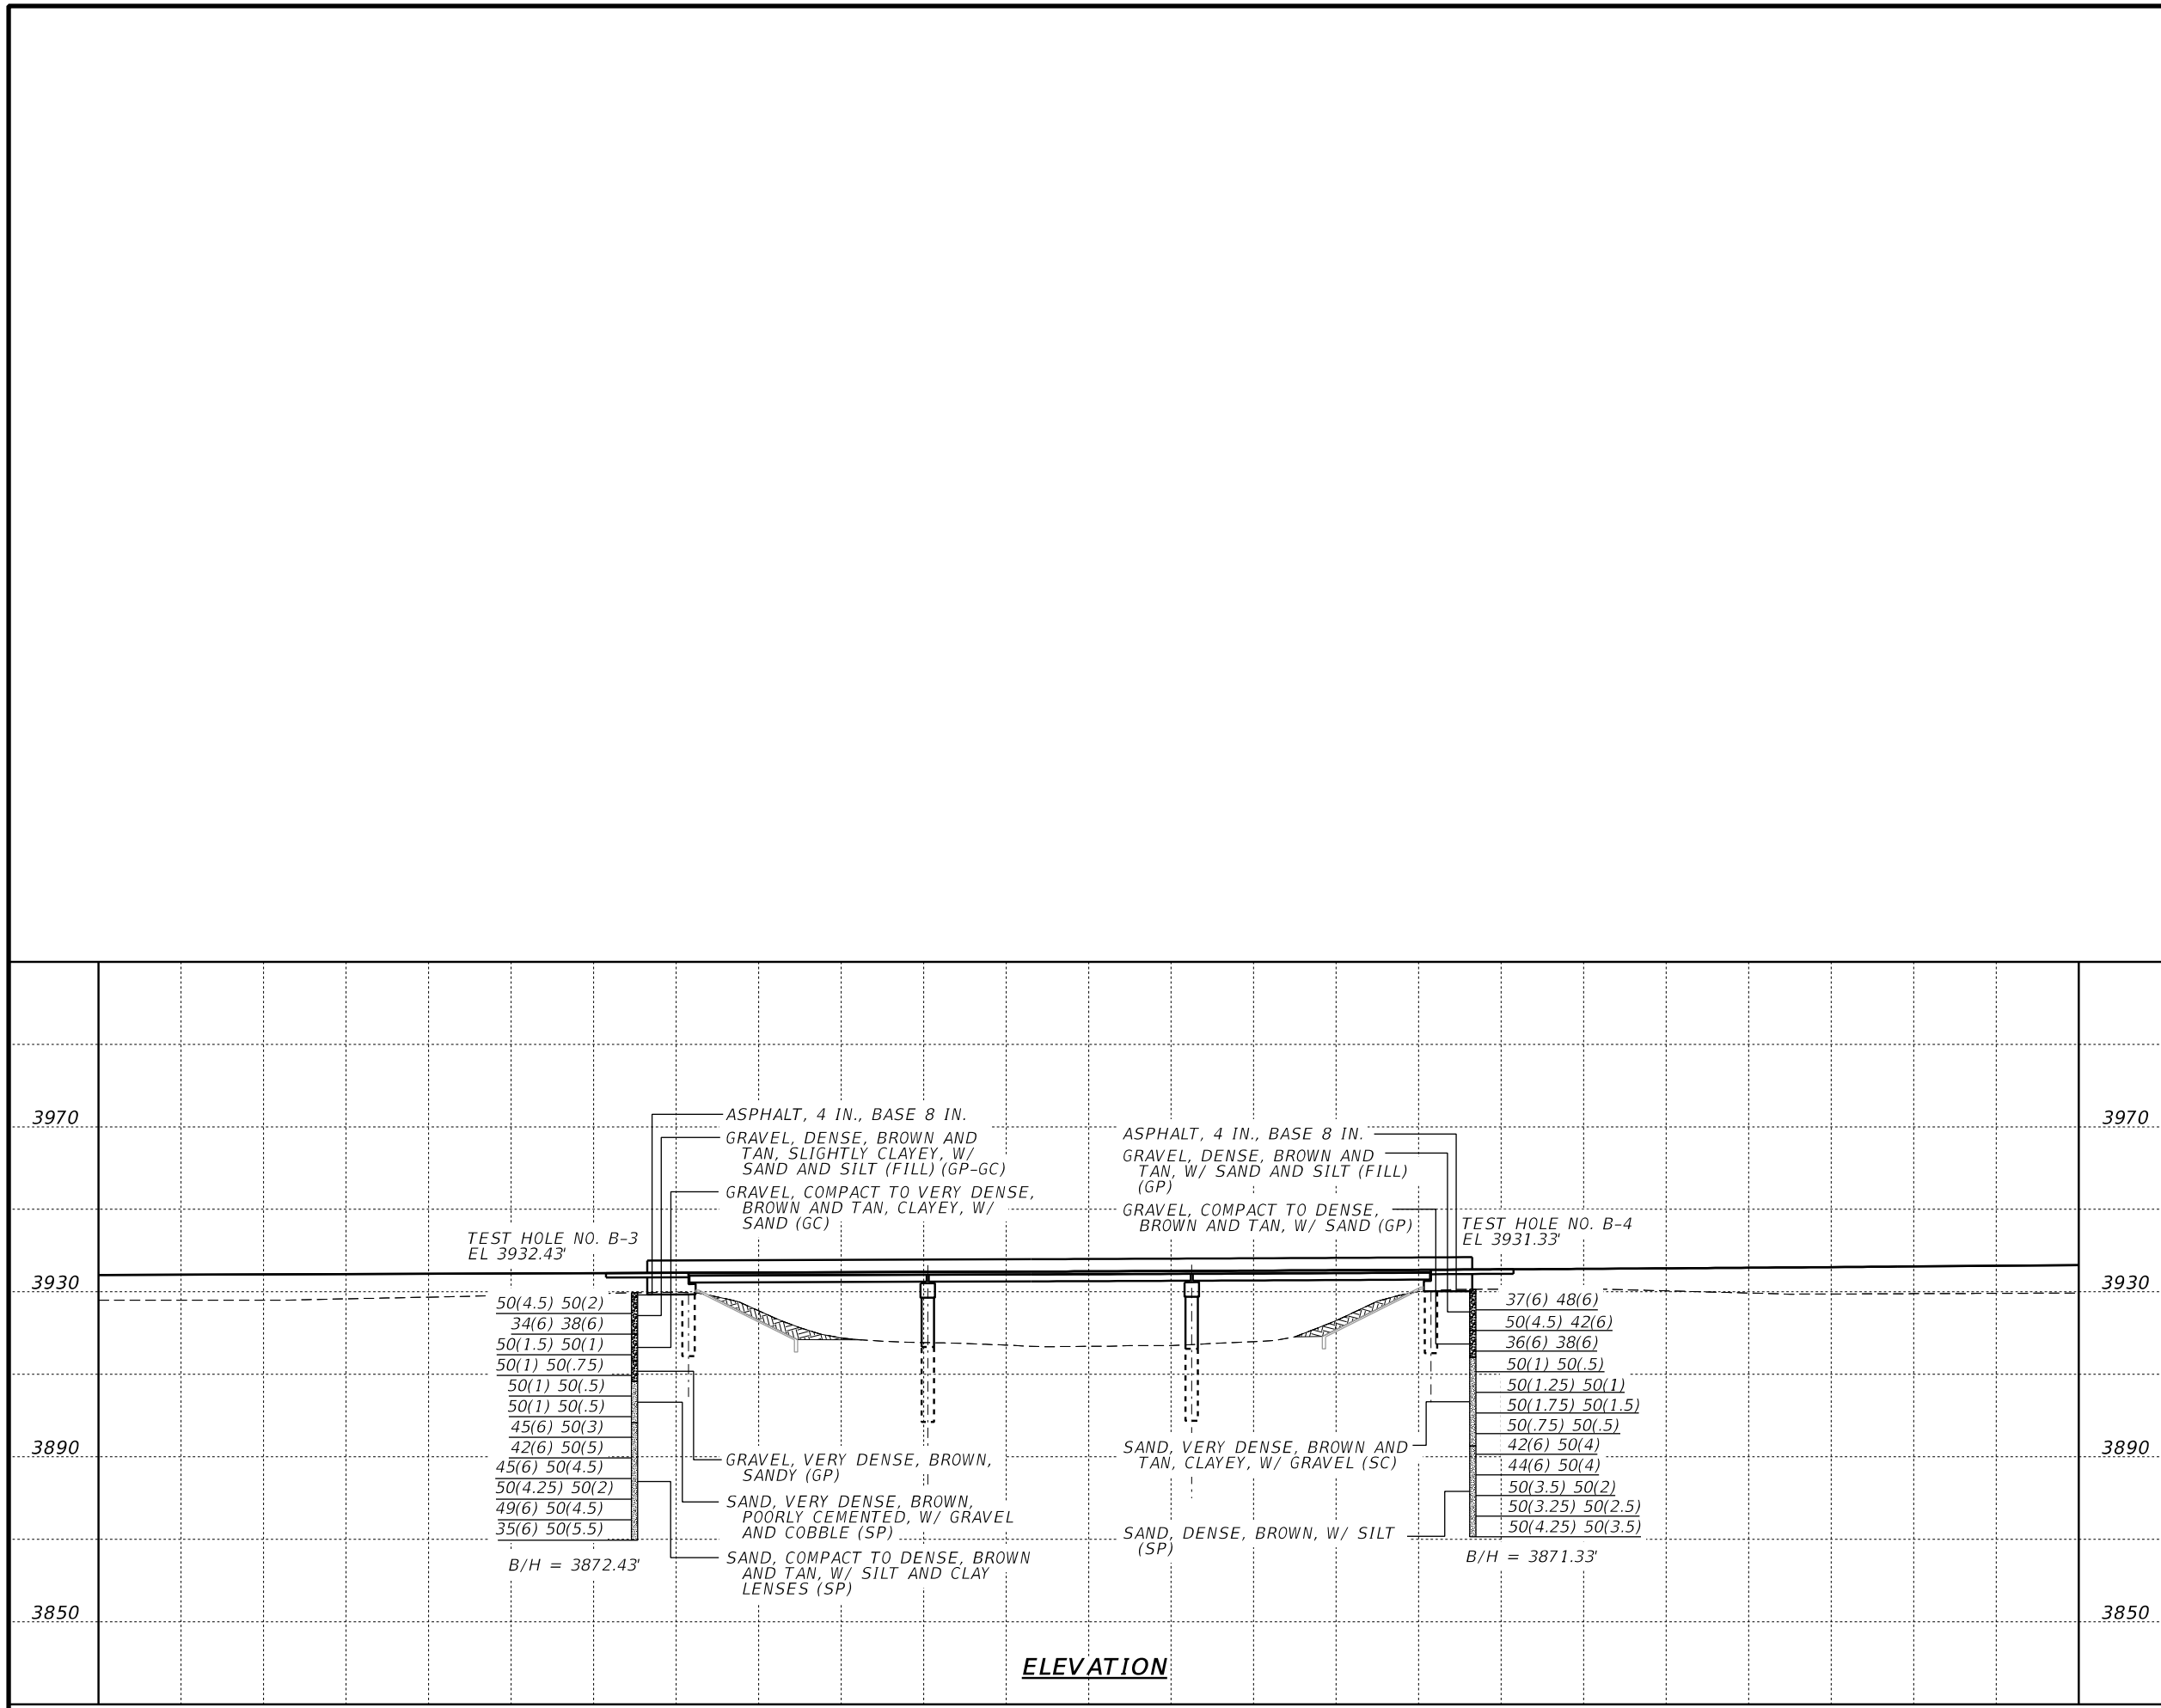 3970
3930
3890
3850
ASPHALT, 4 IN., BASE 8 IN.
GRAVEL, DENSE, BROWN AND
TAN, SLIGHTLY CLAYEY, W/
SAND AND SILT (FILL) (GP-GC)
GRAVEL, COMPACT TO VERY DENSE,
BROWN AND TAN, CLAYEY, W/
SAND (GC)
TEST HOLE NO. B-3
EL 3932.43'
50(4.5) 50(2)
34(6) 38(6)
50(1.5) 50(1)
50(1) 50(.75)
50(1) 50(.5)
50(1) 50(.5)
45(6) 50(3)
42(6) 50(5)
45(6) 50(4.5)
50(4.25) 50(2)
49(6) 50(4.5)
35(6) 50(5.5)
B/H = 3872.43'
GRAVEL, VERY DENSE, BROWN,
SANDY (GP)
SAND, VERY DENSE, BROWN,
POORLY CEMENTED, W/ GRAVEL
AND COBBLE (SP)
SAND, COMPACT TO DENSE, BROWN
AND TAN, W/ SILT AND CLAY
LENSES (SP)
ASPHALT, 4 IN., BASE 8 IN.
GRAVEL, DENSE, BROWN AND
TAN, W/ SAND AND SILT (FILL)
(GP)
GRAVEL, COMPACT TO DENSE,
BROWN AND TAN, W/ SAND (GP)
TEST HOLE NO. B-4
EL 3931.33'
37(6) 48(6)
50(4.5) 42(6)
36(6) 38(6)
50(1) 50(.5)
50(1.25) 50(1)
50(1.75) 50(1.5)
50(.75) 50(.5)
42(6) 50(4)
44(6) 50(4)
50(3.5) 50(2)
50(3.25) 50(2.5)
50(4.25) 50(3.5)
B/H = 3871.33'
SAND, VERY DENSE, BROWN AND
TAN, CLAYEY, W/ GRAVEL (SC)
SAND, DENSE, BROWN, W/ SILT
(SP)
3970
3930
3890
3850
ELEVATION